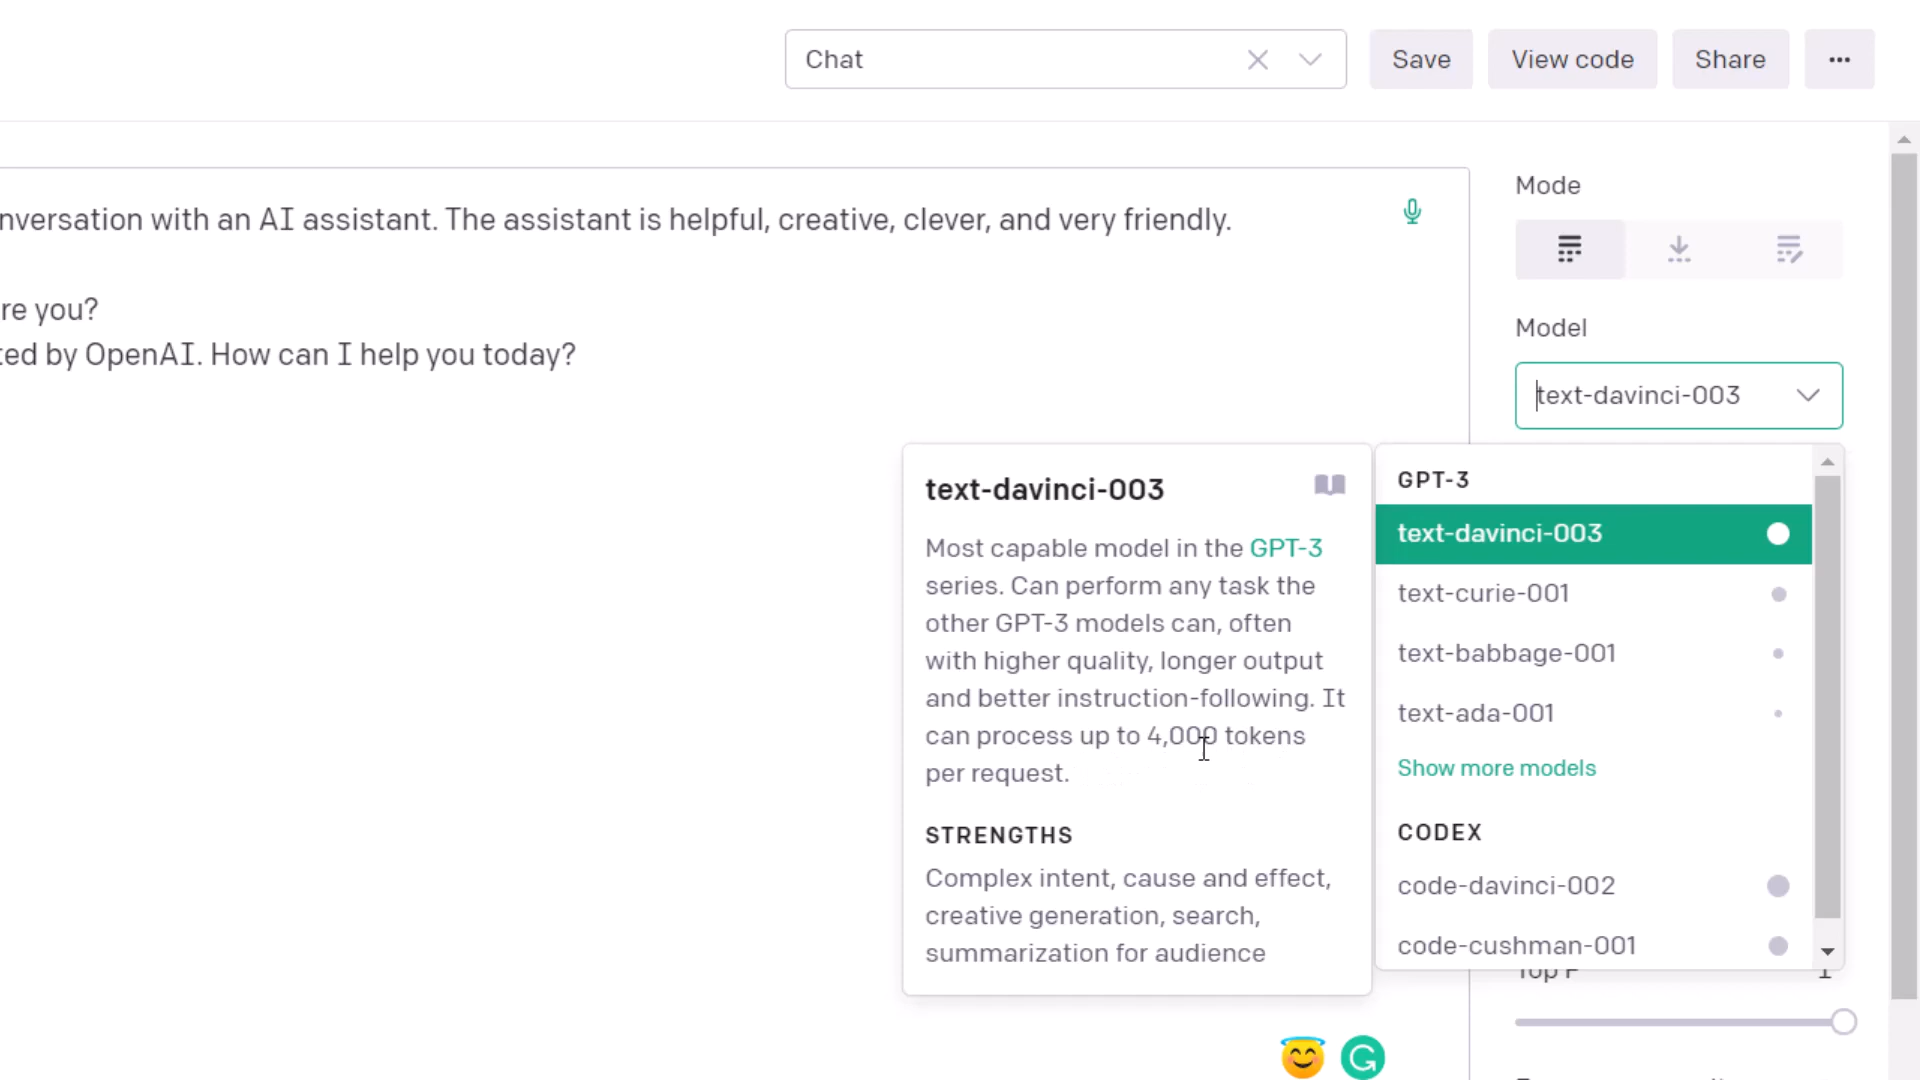 Chat
Save
View code
Share
nversation with an AI assistant. The assistant is helpful, creative, clever, and very friendly.
re you?
ted by OpenAI. How can I help you today?
Mode
Model
text-davinci-003
text-davinci-003
Most capable model in the GPT-3
series. Can perform any task the
other GPT-3 models can, often
with higher quality, longer output
and better instruction-following. It
can process up to 4,000 tokens
per request.
STRENGTHS
Complex intent, cause and effect,
creative generation, search,
summarization for audience
GPT-3
text-davinci-003
text-curie-001
text-babbage-001
text-ada-001
Show more models
CODEX
code-davinci-002
code-cushman-001
Top P 1